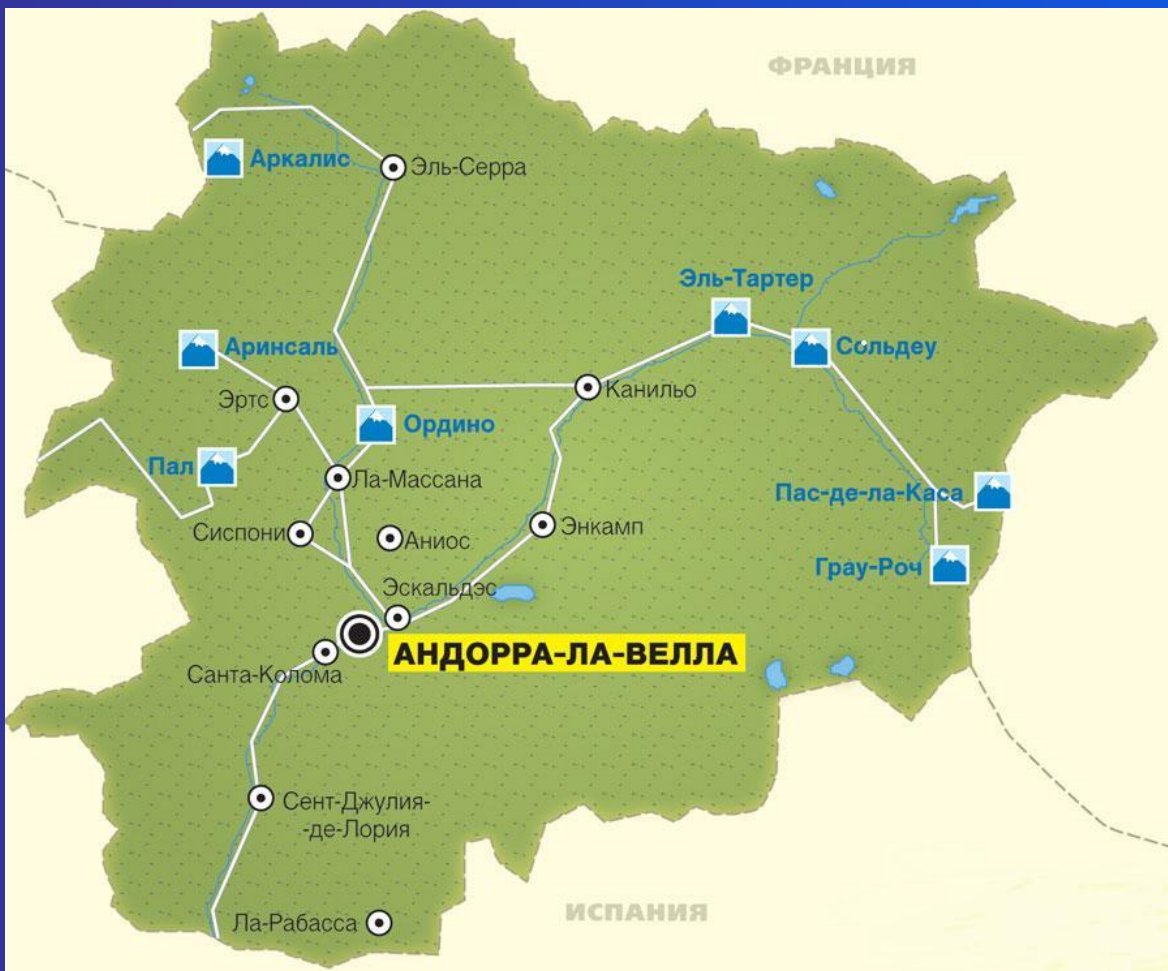 ФРАНЦИЯ
Аркалис
Эль-Серра
Эль-Тартер
Аринсаль
Сольдеу
Эртс
Канильо
Ордино
Пал
Ла-Массана
Пас-де-ла-Каса
Сиспони
Аниос
Энкамп
Грау-Роч
Эскальдэс
АНДОРРА-ЛА-ВЕЛЛА
Санта-Колома
Сент-Джулия-
-де-Лория
ИСПАНИЯ
Ла-Рабасса